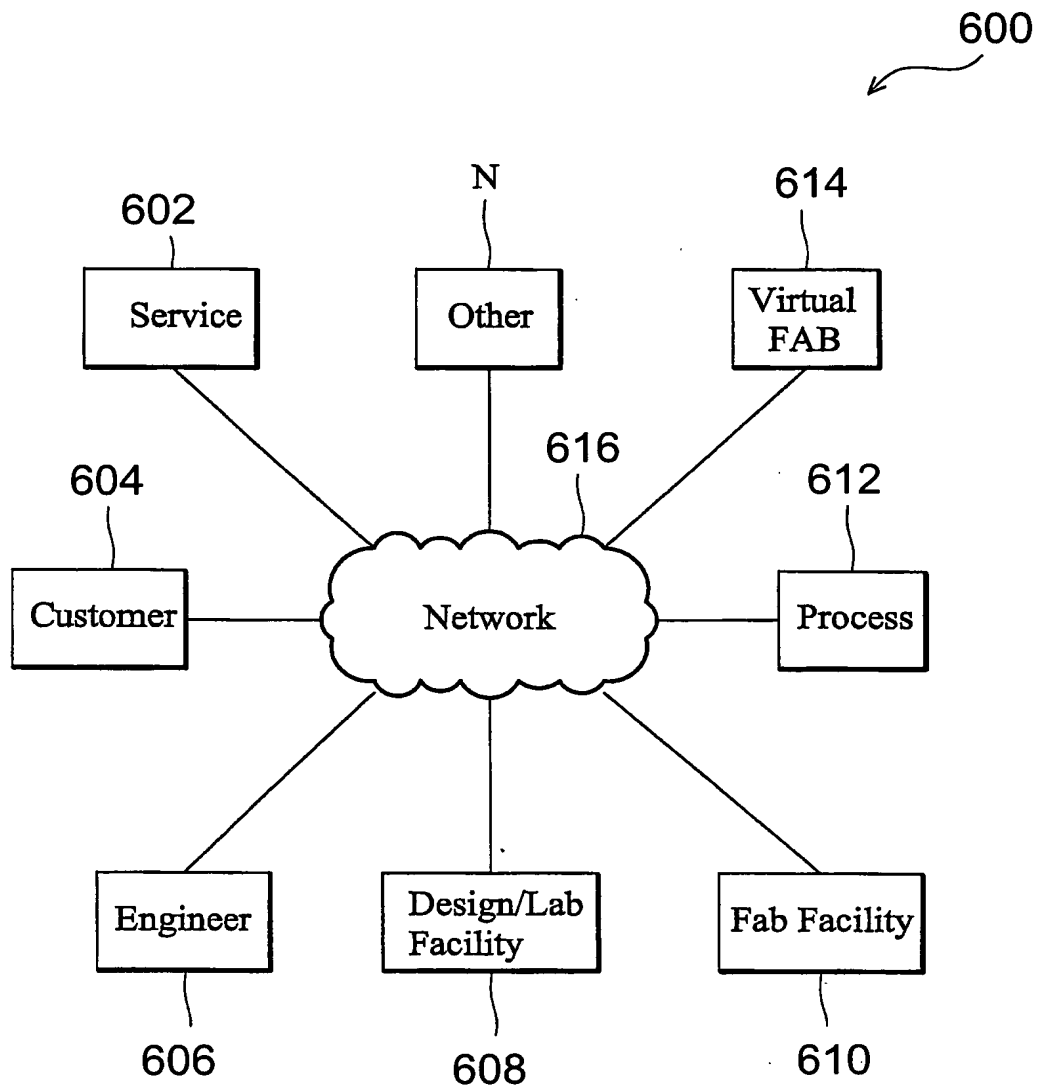 600
N
614
602
Service
Other
Virtual
FAB
616
604
612
Customer
Network
Process
Engineer
Design/Lab
Facility
Fab Facility
606
608
610